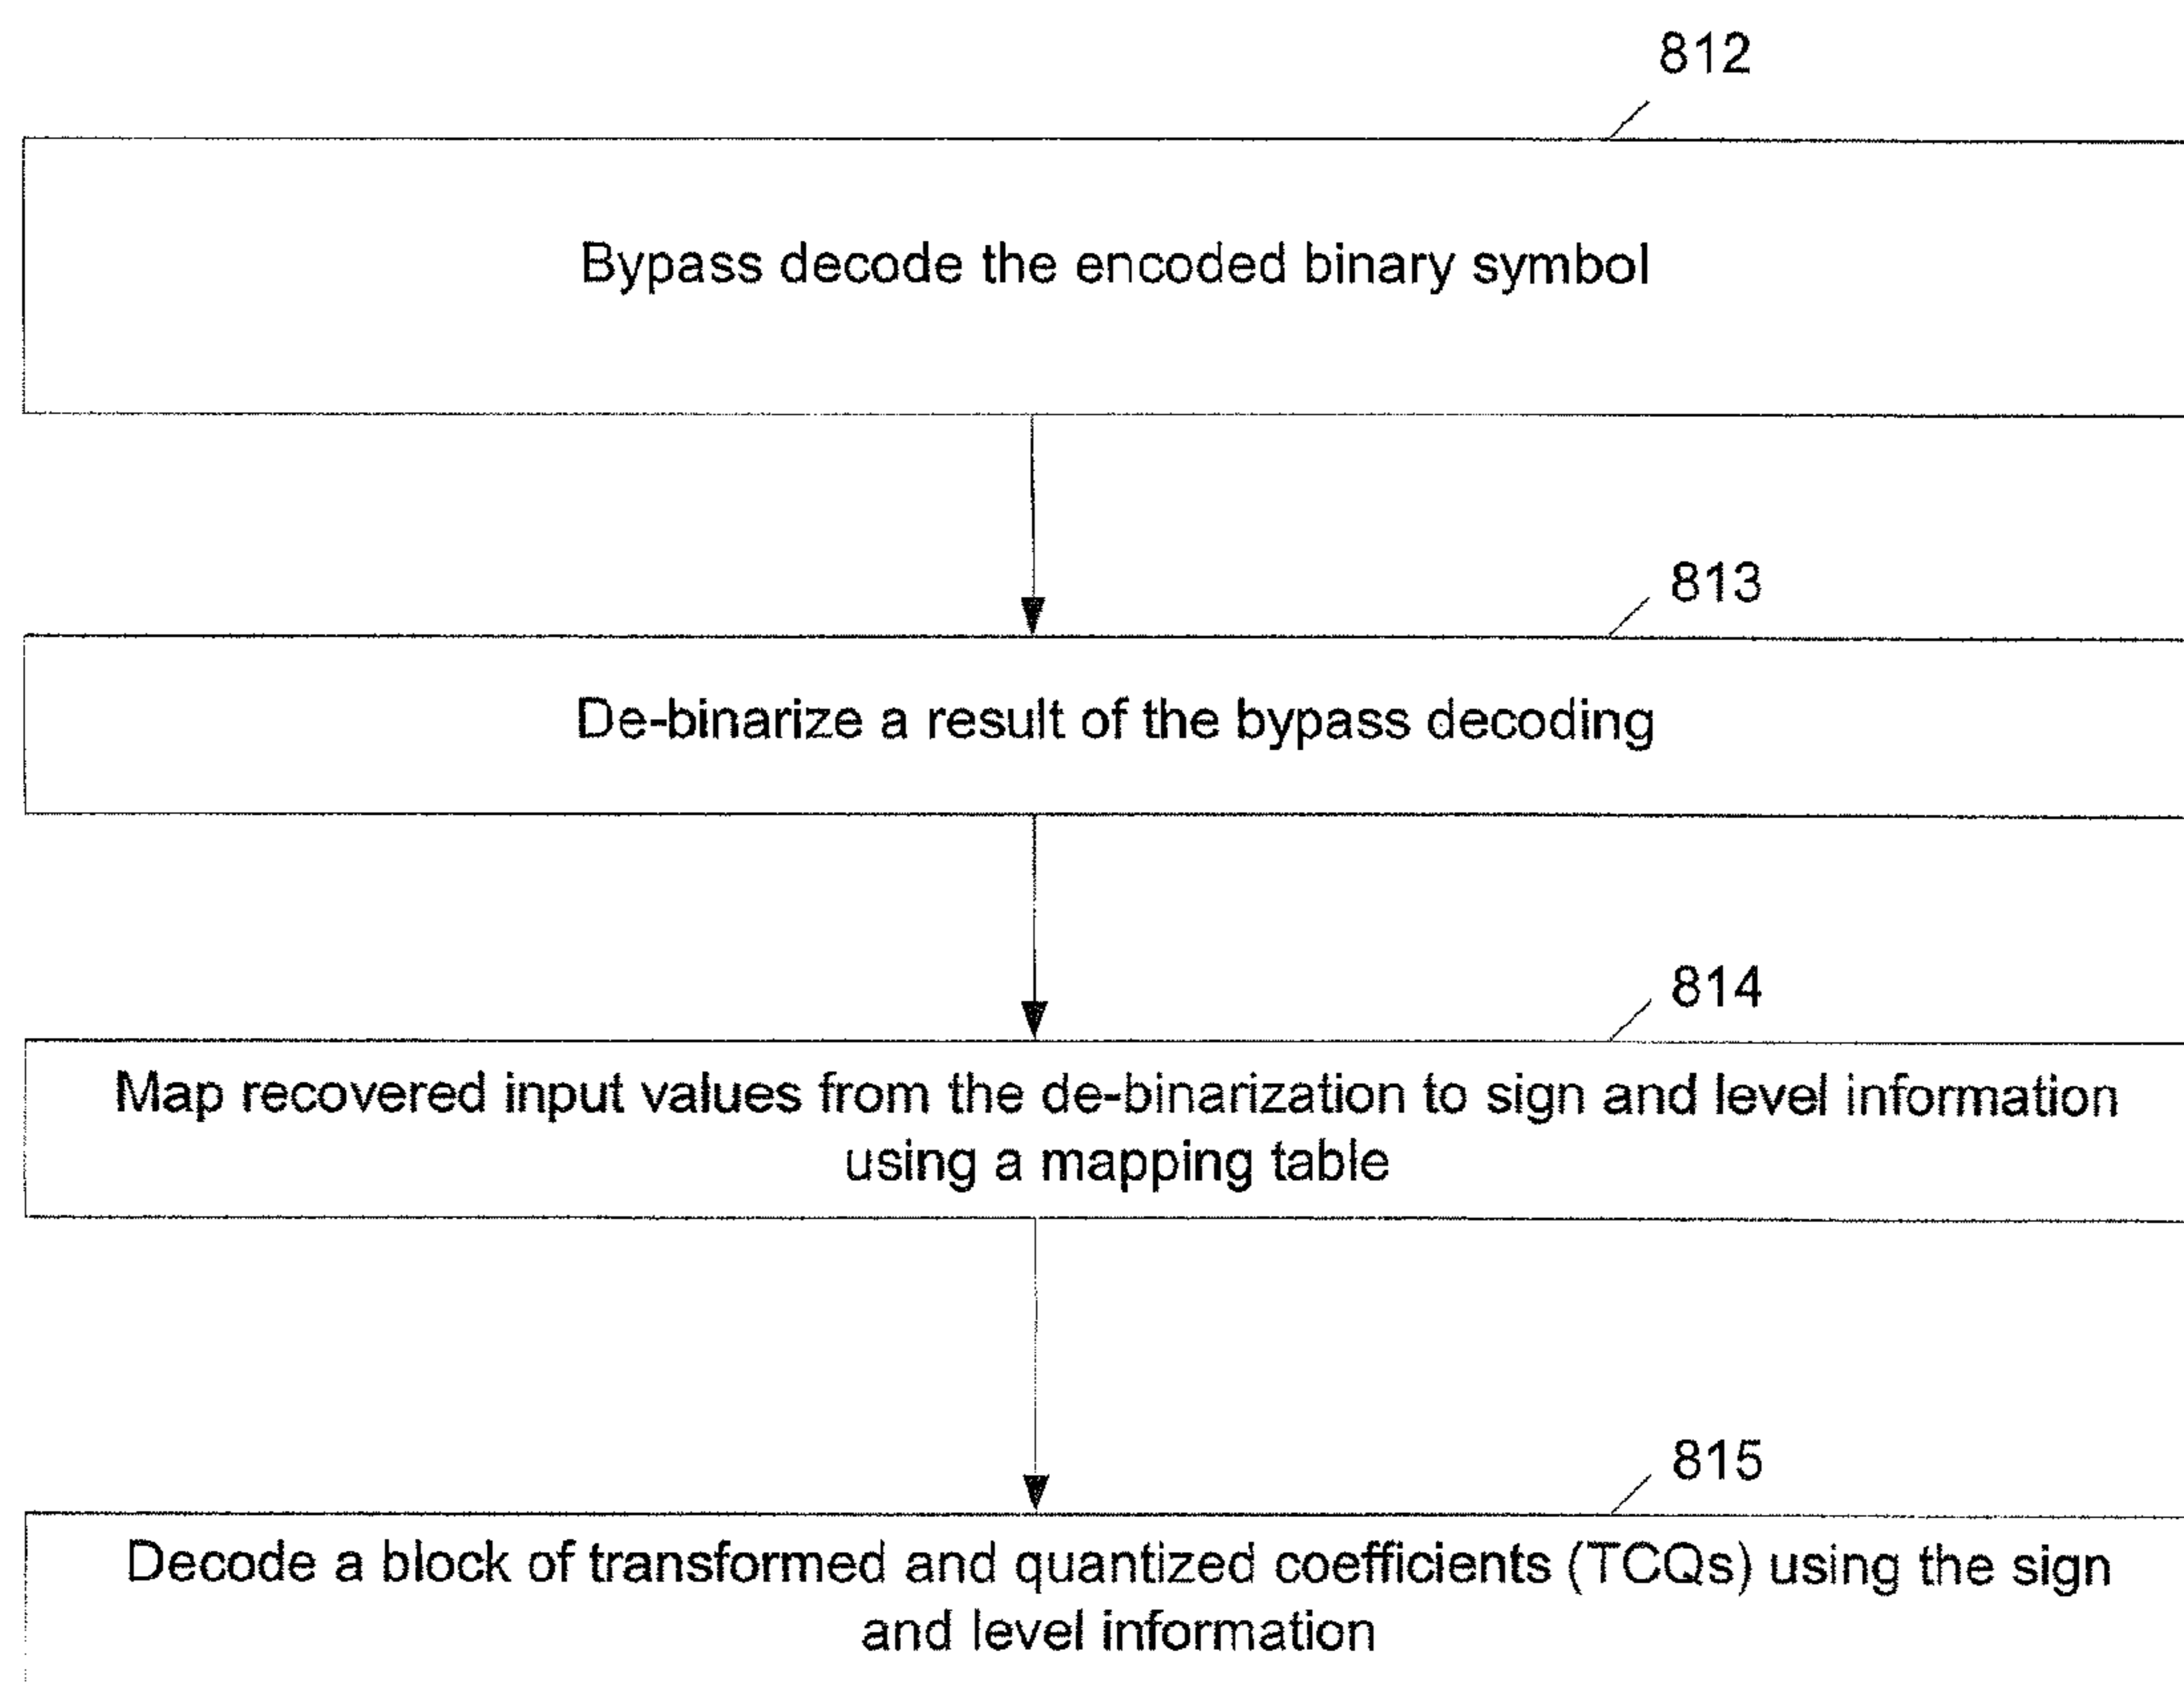 812
Bypass decode the encoded binary symbol
813
De-binarize a result of the bypass decoding
814
Map recovered input values from the de-binarization to sign and level information
using a mapping table
815
Decode a block of transformed and quantized coefficients (TCQs) using the sign
and level information